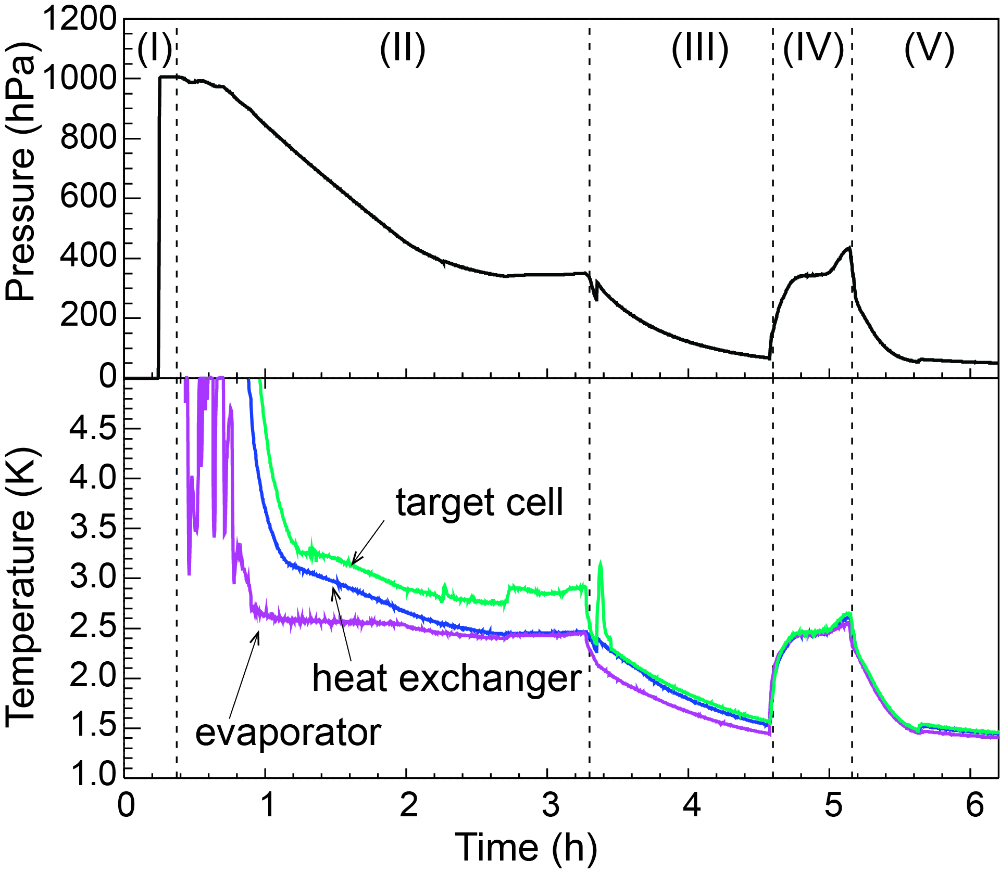 1200
1000
800
600
400
200
0
Pressure (hPa)
(I)
(II)
(III)
(IV)
(V)
4.5
4.0
3.5
3.0
2.5
2.0
1.5
1.0
Temperature (K)
target cell
heat exchanger
evaporator
0 1 2 3 4 5 6
Time (h)